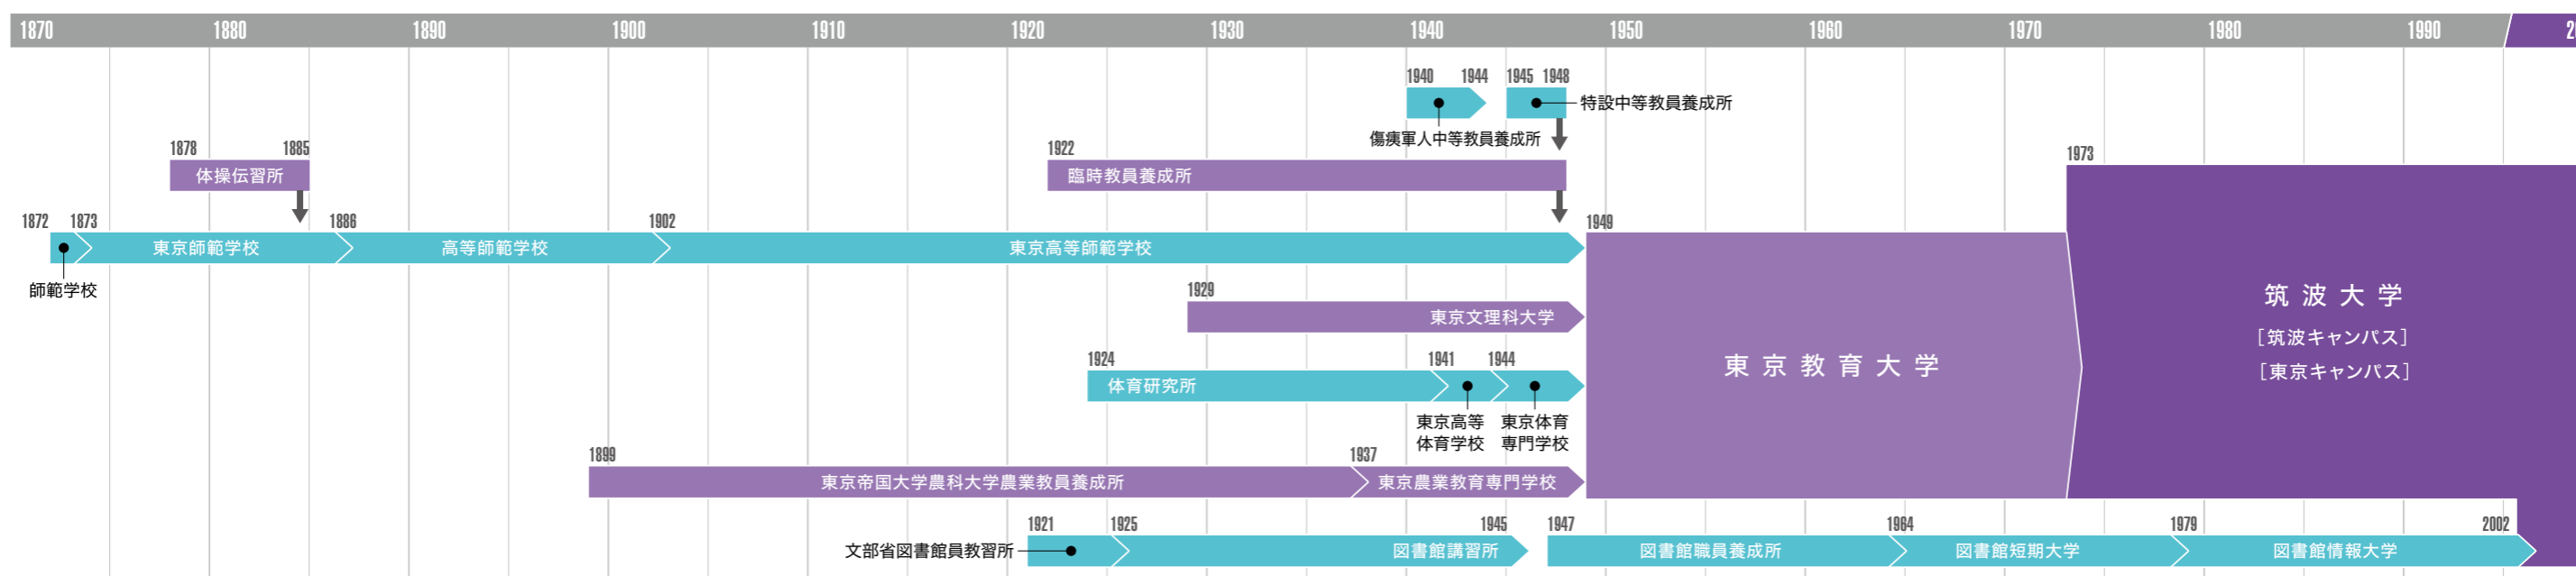 1870 1880 1890 1900 1910 1920 1930 1940 1950 1960 1970 1980 1990
1940 1944 1945 1948
特設中等教員養成所
傷痍軍人中等教員養成所
1878 1885
体操伝習所
1922
臨時教員養成所
1973
1872 1873 1886 1902 1949
東京師範学校 高等師範学校 東京高等師範学校
師範学校
1929
東京文理科大学
1924 1941 1944
体育研究所
東京高等
体育学校
東京体育
専門学校
東京教育大学
筑波大学
［筑波キャンパス］
［東京キャンパス］
1899 1937
東京帝国大学農科大学農業教員養成所 東京農業教育専門学校
1921 1925 1945 1947 1964 1979 2002
文部省図書館員教習所 図書館講習所 図書館職員養成所 図書館短期大学 図書館情報大学